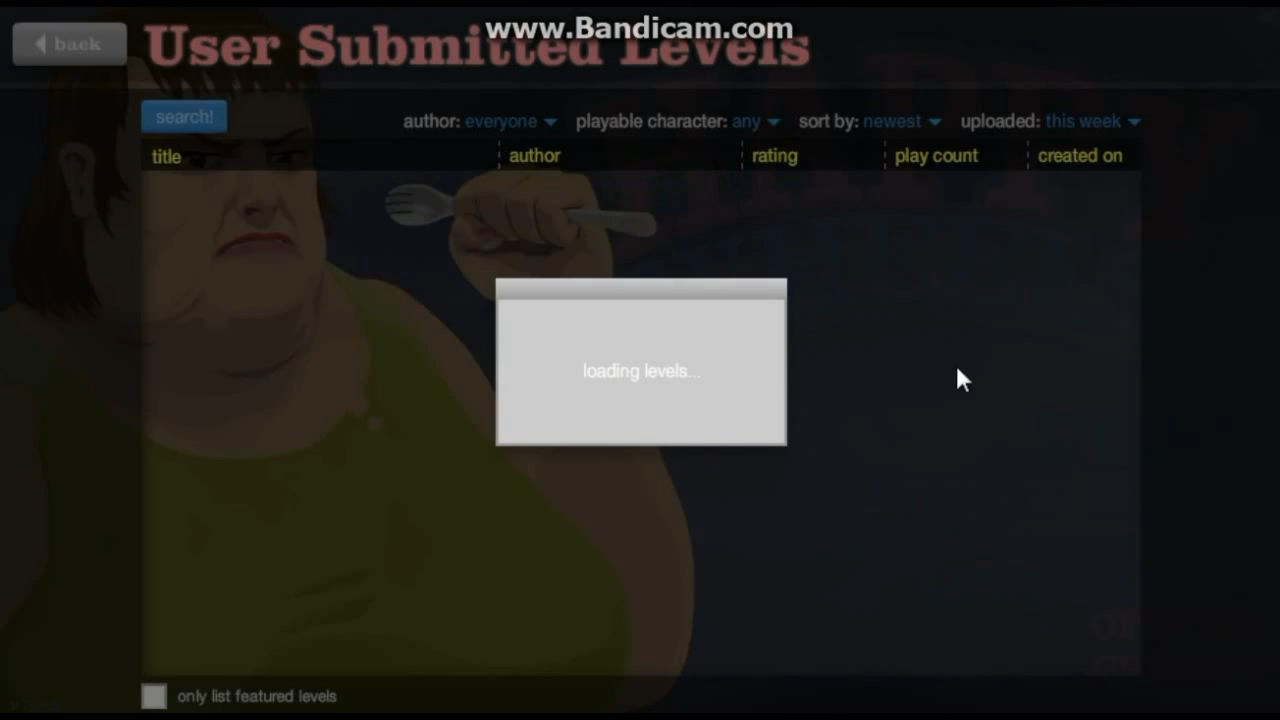 www.Bandicam.com
back
User Submitted Levels
search!
author: everyone playable character: any sort by: newest uploaded: this week
title author rating play count created on
loading levels...
only list featured levels